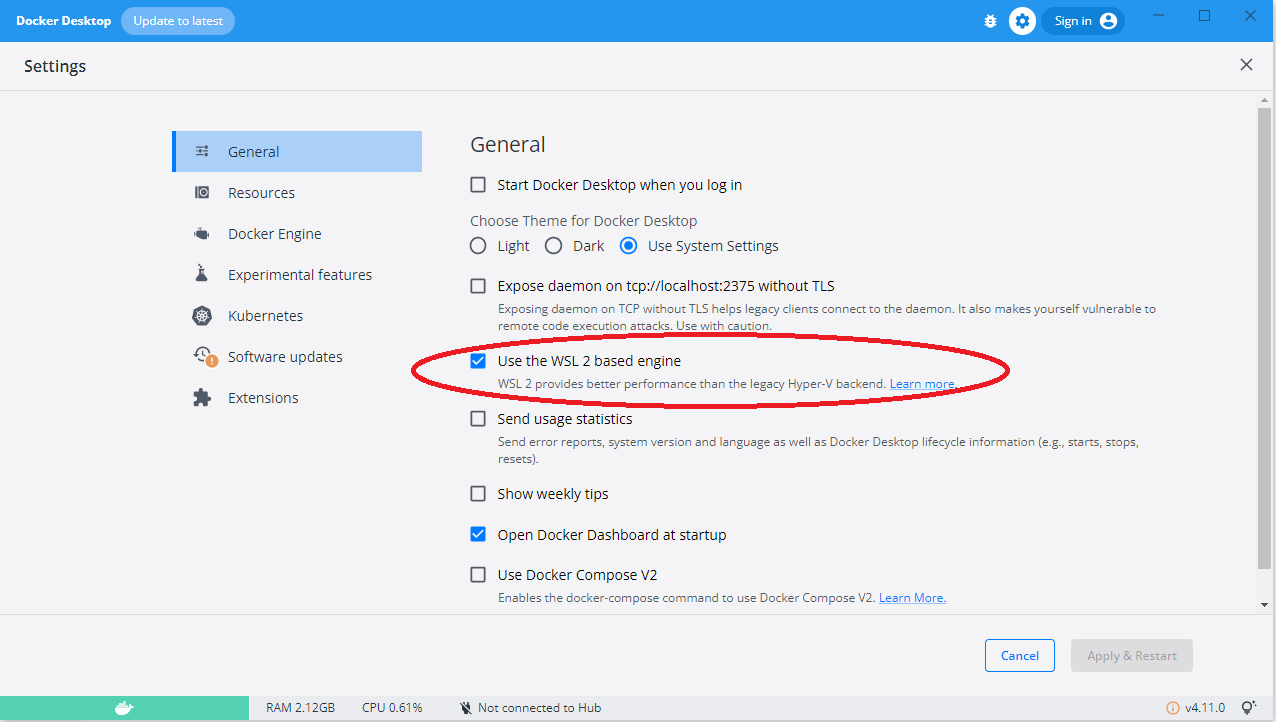 Docker Desktop Update to latest Sign in
Settings
General
Resources
Docker Engine
Experimental features
Kubernetes
Software updates
Extensions
General
Start Docker Desktop when you log in
Choose Theme for Docker Desktop
Light Dark Use System Settings
Expose daemon on tcp://localhost:2375 without TLS
Exposing daemon on TCP without TLS helps legacy clients connect to the daemon. It also makes yourself vulnerable to
remote code execution attacks. Use with caution.
Use the WSL 2 based engine
WSL 2 provides better performance than the legacy Hyper-V backend. Learn more.
Send usage statistics
Send error reports, system version and language as well as Docker Desktop lifecycle information (e.g., starts, stops,
resets).
Show weekly tips
Open Docker Dashboard at startup
Use Docker Compose V2
Enables the docker-compose command to use Docker Compose V2. Learn More.
Cancel Apply & Restart
RAM 2.12GB CPU 0.61% Not connected to Hub v4.11.0